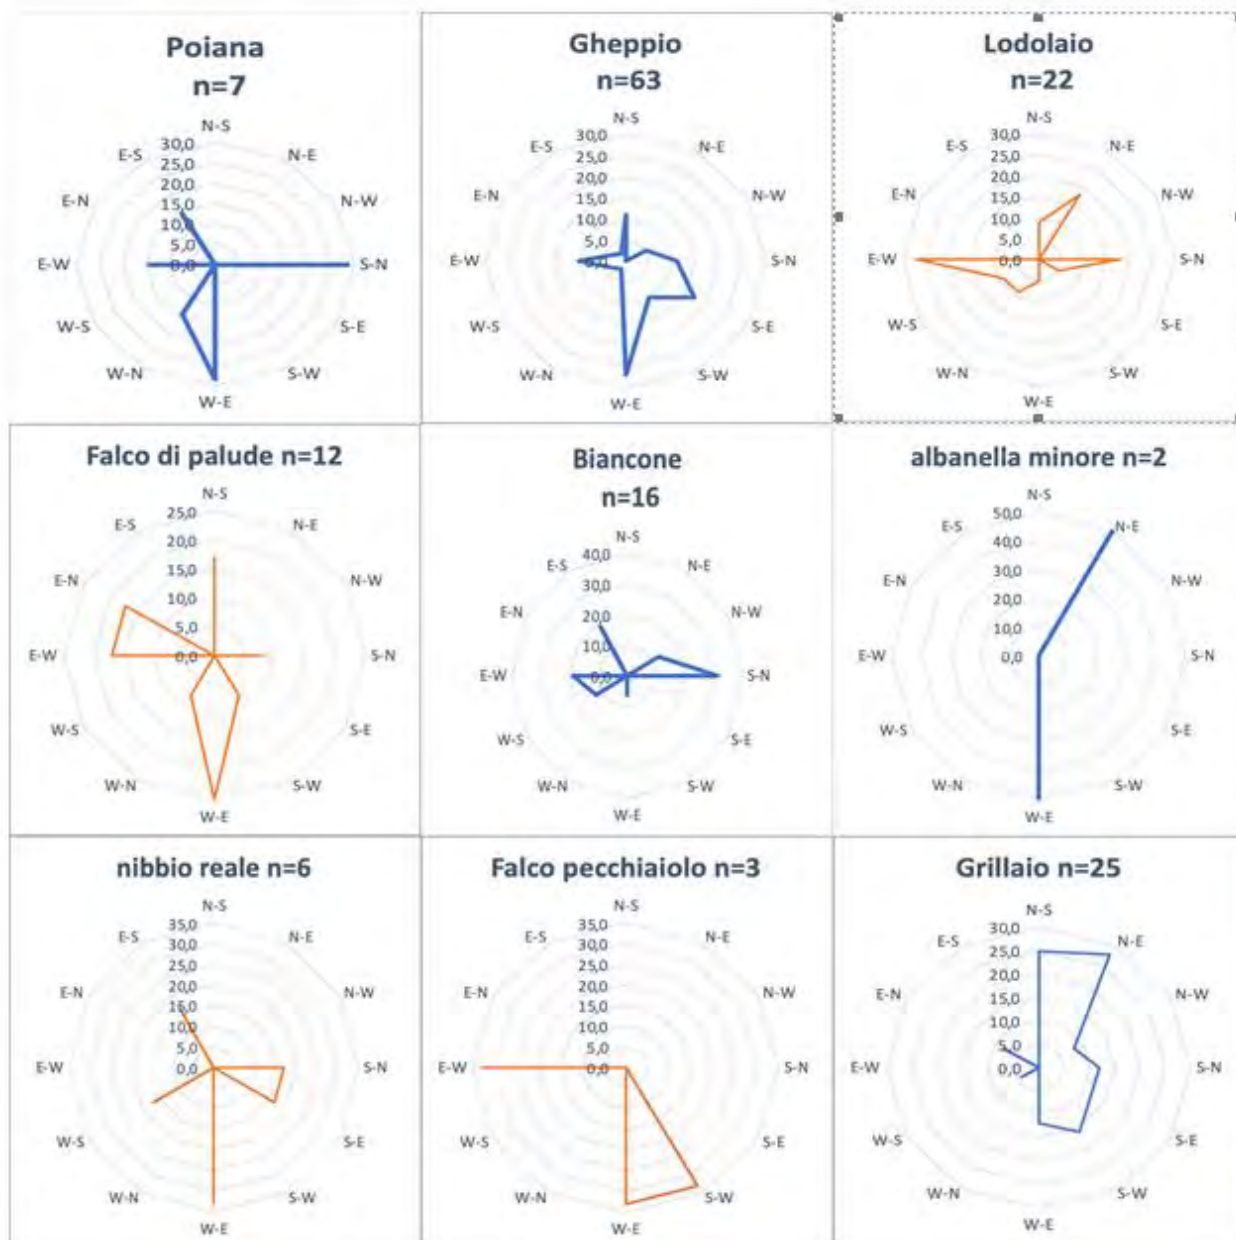 Poiana
n=7
N-S
N-E
N-W
S-N
S-E
S-W
W-E
W-N
W-S
E-W
E-N
E-S
30,0
25,0
20,0
15,0
10,0
5,0
0,0
Gheppio
n=63
N-S
N-E
N-W
S-N
S-E
S-W
W-E
W-N
W-S
E-W
E-N
E-S
30,0
25,0
20,0
15,0
10,0
5,0
0,0
Lodolaio
n=22
N-S
N-E
N-W
S-N
S-E
S-W
W-E
W-N
W-S
E-W
E-N
E-S
30,0
25,0
20,0
15,0
10,0
5,0
0,0
Falco di palude n=12
N-S
N-E
N-W
S-N
S-E
S-W
W-E
W-N
W-S
E-W
E-N
E-S
25,0
20,0
15,0
10,0
5,0
0,0
Biancone
n=16
N-S
N-E
N-W
S-N
S-E
S-W
W-E
W-N
W-S
E-W
E-N
E-S
40,0
30,0
20,0
10,0
0,0
albanella minore n=2
N-S
N-E
N-W
S-N
S-E
S-W
W-E
W-N
W-S
E-W
E-N
E-S
50,0
40,0
30,0
20,0
10,0
0,0
nibbio reale n=6
N-S
N-E
N-W
S-N
S-E
S-W
W-E
W-N
W-S
E-W
E-N
E-S
35,0
30,0
25,0
20,0
15,0
10,0
5,0
0,0
Falco pecchiaiolo n=3
N-S
N-E
N-W
S-N
S-E
S-W
W-E
W-N
W-S
E-W
E-N
E-S
35,0
30,0
25,0
20,0
15,0
10,0
5,0
0,0
Grillaio n=25
N-S
N-E
N-W
S-N
S-E
S-W
W-E
W-N
W-S
E-W
E-N
E-S
30,0
25,0
20,0
15,0
10,0
5,0
0,0